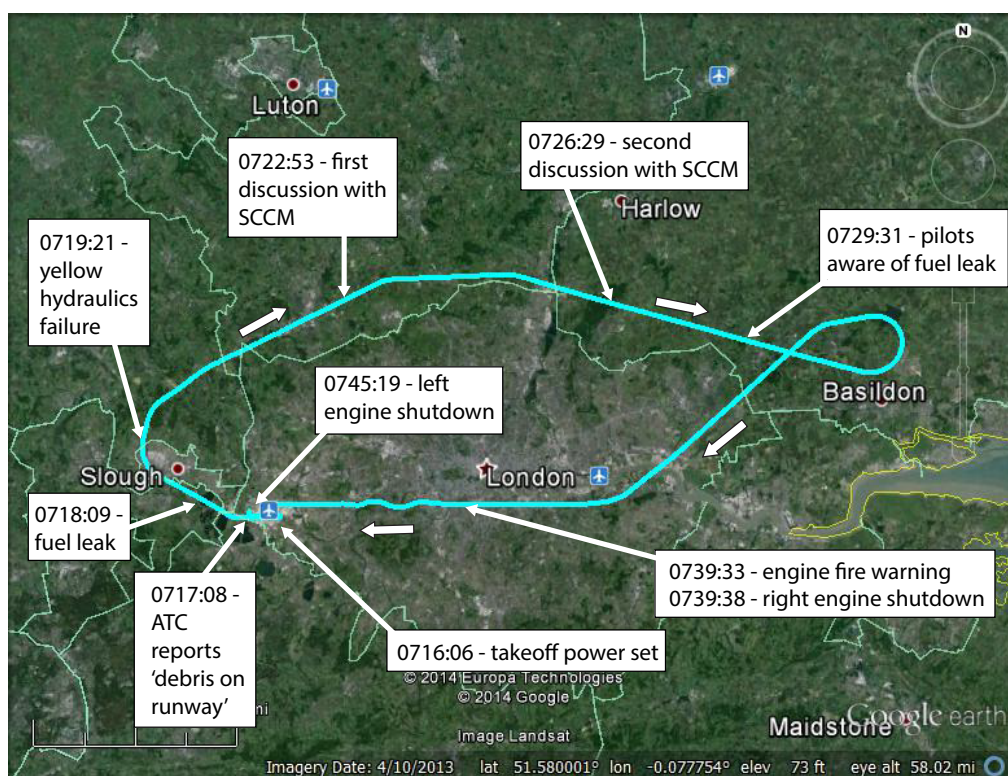 N
Luton
0722:53 - first
discussion with
SCCM
0726:29 - second
discussion with SCCM
Harlow
0719:21 -
yellow
hydraulics
failure
0729:31 - pilots
aware of fuel leak
0745:19 - left
engine shutdown
Basildon
Slough
London
0718:09 -
fuel leak
0717:08 -
ATC
reports
‘debris on
runway’
0739:33 - engine fire warning
0739:38 - right engine shutdown
0716:06 - takeoff power set
© 2014 Europa Technologies
© 2014 Google
mi
Image Landsat
Maidstone
Google earth
Imagery Date: 4/10/2013 lat 51.580001° lon -0.077754° elev 73 ft eye alt 58.02 mi